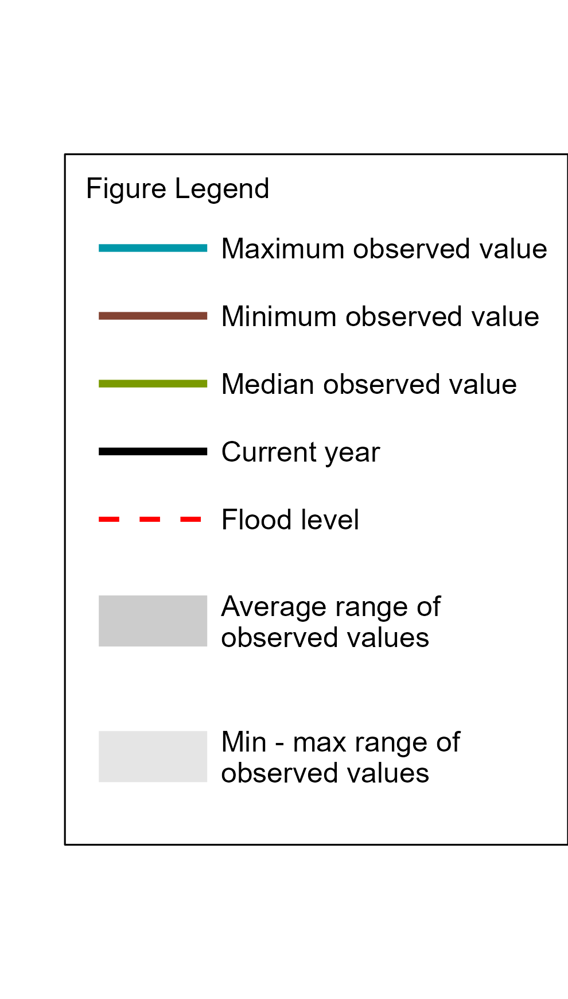 Figure Legend
Maximum observed value
Minimum observed value
Median observed value
Current year
Flood level
Average range of
observed values
Min - max range of
observed values